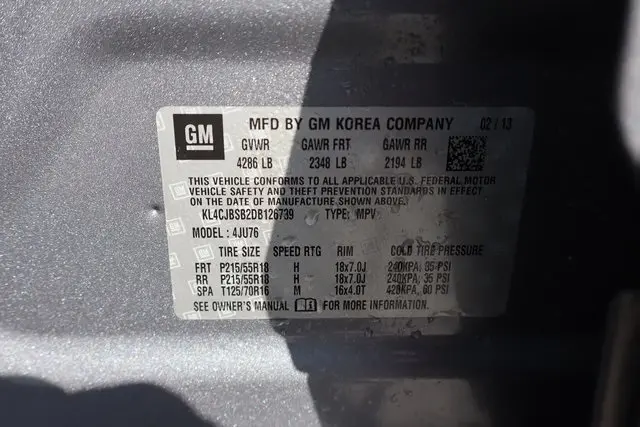 GM
MFD BY GM KOREA COMPANY 02/13
GVWR GAWR FRT GAWR RR
4286 LB 2348 LB 2194 LB
THIS VEHICLE CONFORMS TO ALL APPLICABLE U.S. FEDERAL MOTOR
VEHICLE SAFETY AND THEFT PREVENTION STANDARDS IN EFFECT
ON THE DATE OF MANUFACTURE SHOWN ABOVE.
KL4CJBSB2DB126739 TYPE: MPV
MODEL: 4JU76
TIRE SIZE SPEED RTG RIM COLD TIRE PRESSURE
FRT P215/55R18 H 18x7.0J 240KPA, 35 PSI
RR P215/55R18 H 18x7.0J 240KPA, 35 PSI
SPA T125/70R16 M 16x4.0T 420KPA, 60 PSI
SEE OWNER'S MANUAL FOR MORE INFORMATION.